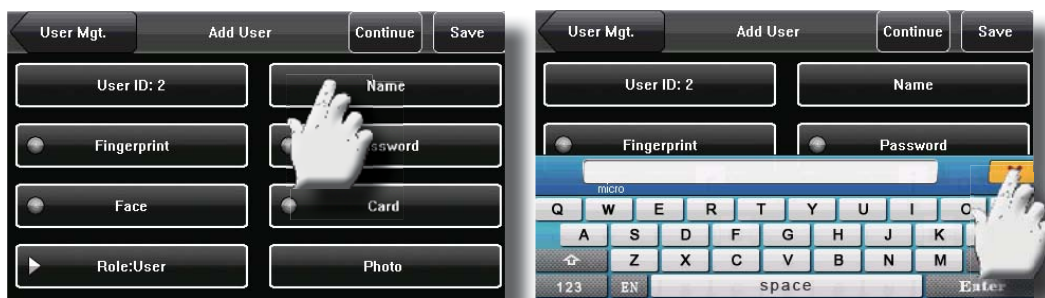 User Mgt. Add User Continue Save
User ID: 2 Name
Fingerprint
Face Card
Role:User Photo
User Mgt. Add User Continue Save
User ID: 2 Name
Fingerprint Password
micro
Q W E R T Y U I
A S D F G H J K
Z X C V B N M
123 EN space Enter